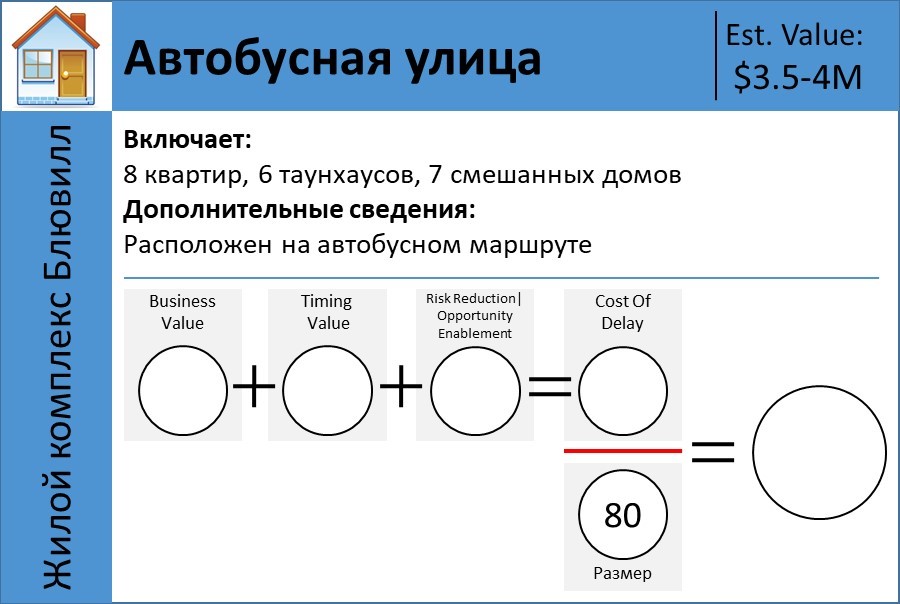 Автобусная улица
Est. Value:
$3.5-4M
Жилой комплекс Блювилл
Включает:
8 квартир, 6 таунхаусов, 7 смешанных домов
Дополнительные сведения:
Расположен на автобусном маршруте
Business
Value
+
Timing
Value
+
Risk Reduction|
Opportunity
Enablement
=
Cost Of
Delay
80
Размер
=